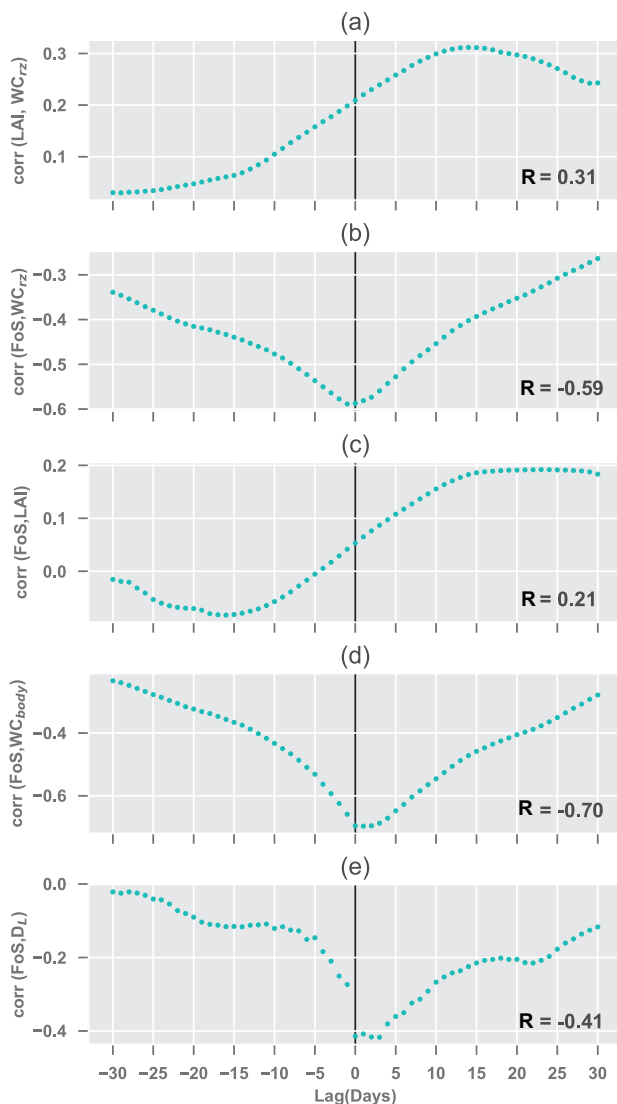 (a)
corr (LAI, WC_rz)
0.3
0.2
0.1
R = 0.31
(b)
corr (FoS,WC_rz)
−0.3
−0.4
−0.5
−0.6
R = -0.59
(c)
corr (FoS,LAI)
0.2
0.1
0.0
R = 0.21
(d)
corr (FoS,WC_body)
−0.4
−0.6
R = -0.70
(e)
corr (FoS,D_L)
0.0
−0.2
−0.4
R = -0.41
−30 −25 −20 −15 −10 −5 0 5 10 15 20 25 30
Lag(Days)